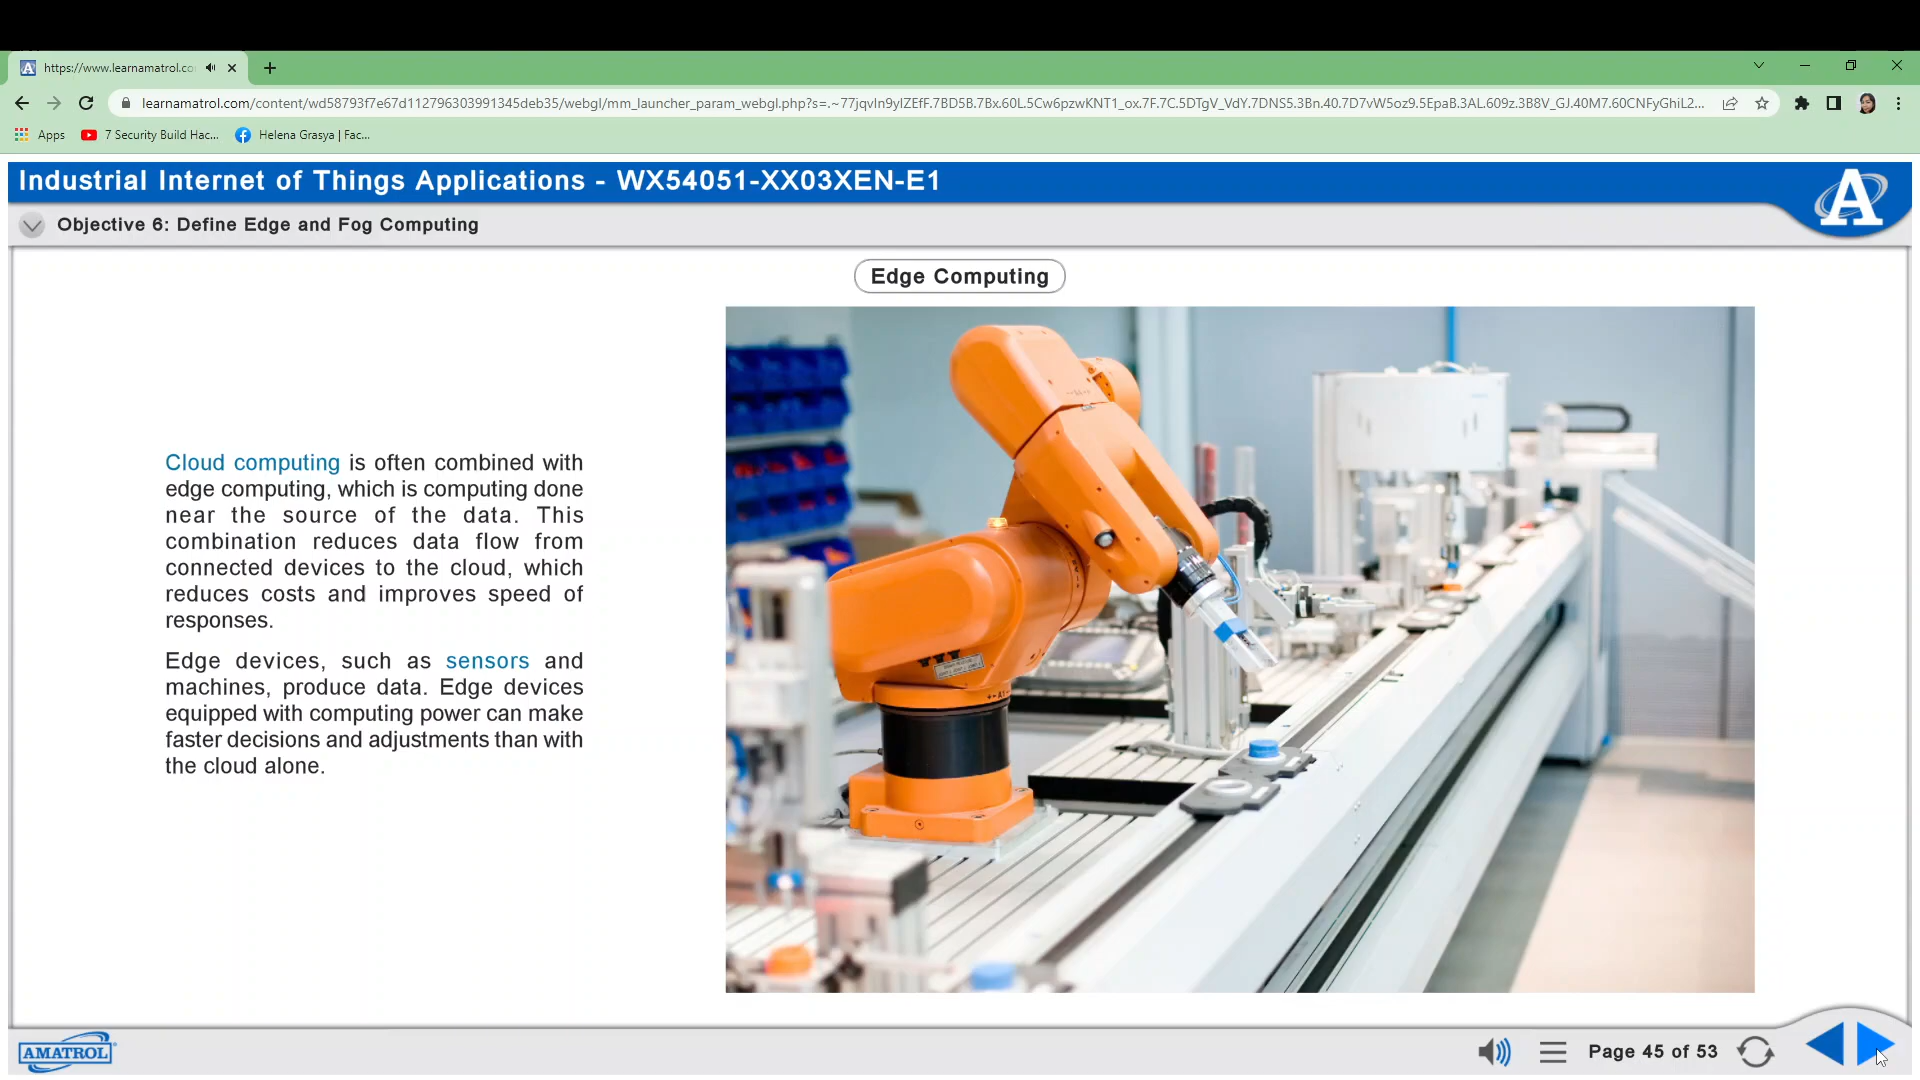 https://www.learnamatrol.co
learnamatrol.com/content/wd58793f7e67d112796303991345deb35/webgl/mm_launcher_param_webgl.php?s=.~77jqvIn9yIZEfF.7BD5B.7Bx.60L.5Cw6pzwKNT1_ox.7F.7C.5DTgV_VdY.7DNS5.3Bn.40.7D7vW5oz9.5EpaB.3AL.609z.3B8V_GJ.40M7.60CNFyGhiL2...
Apps 7 Security Build Hac... Helena Grasya | Fac...
Industrial Internet of Things Applications - WX54051-XX03XEN-E1
A
Objective 6: Define Edge and Fog Computing
Edge Computing
Cloud computing is often combined with
edge computing, which is computing done
near the source of the data. This
combination reduces data flow from
connected devices to the cloud, which
reduces costs and improves speed of
responses.
Edge devices, such as sensors and
machines, produce data. Edge devices
equipped with computing power can make
faster decisions and adjustments than with
the cloud alone.
AMATROL
Page 45 of 53